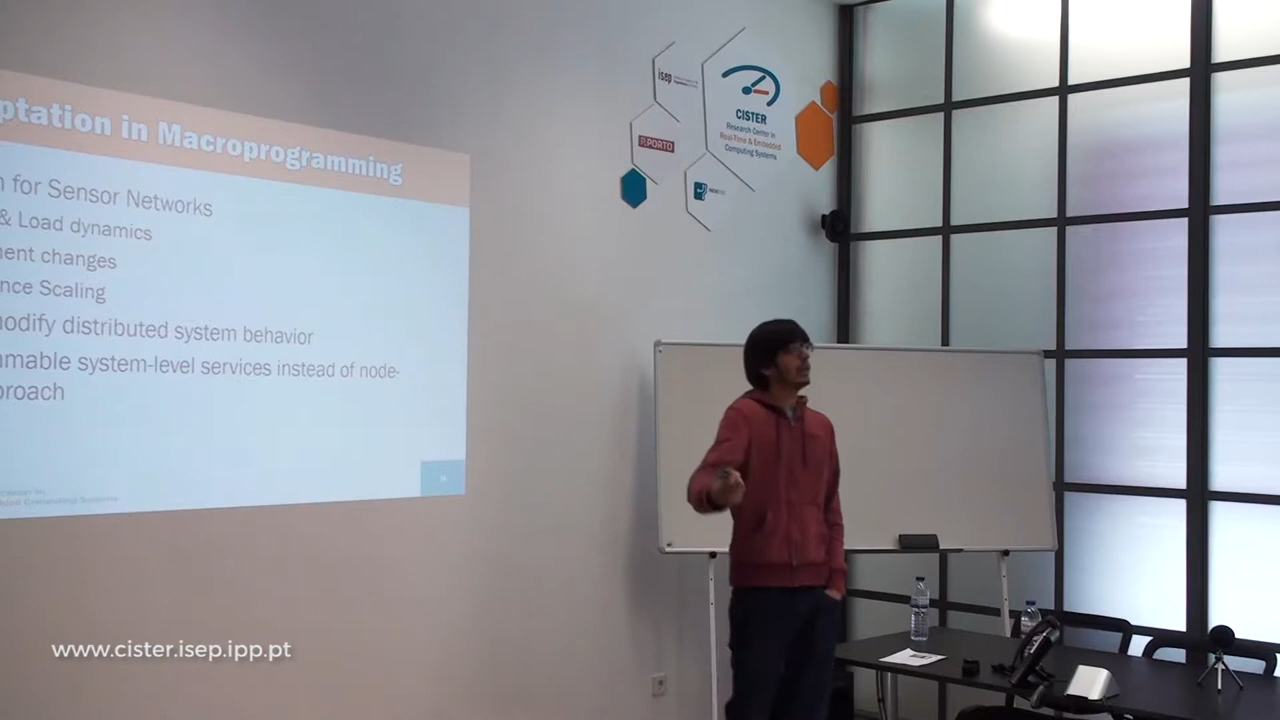 ptation in Macroprogramming
n for Sensor Networks
& Load dynamics
ment changes
nce Scaling
modify distributed system behavior
mmable system-level services instead of node-
proach
isep
P.PORTO
CISTER
Research Center in
Real-Time & Embedded
Computing Systems
www.cister.isep.ipp.pt